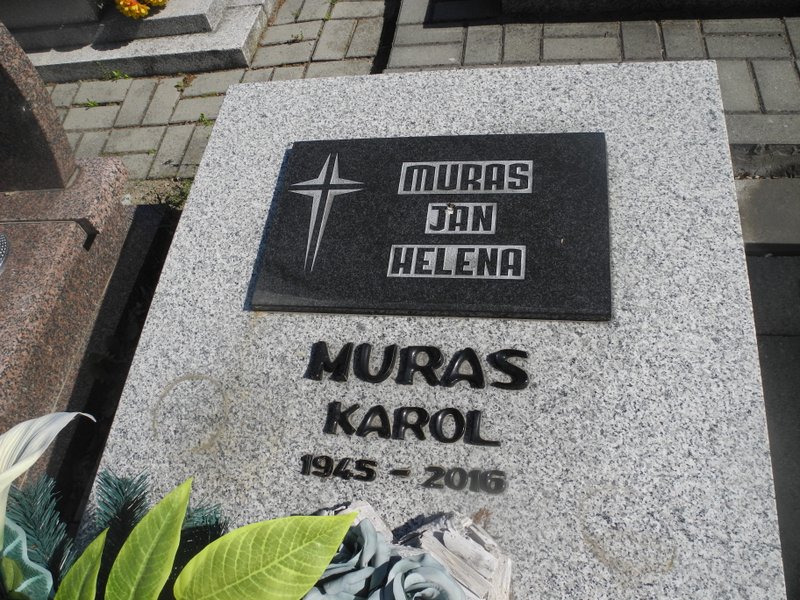 MURAS
JAN
HELENA
MURAS
KAROL
1945 - 2016